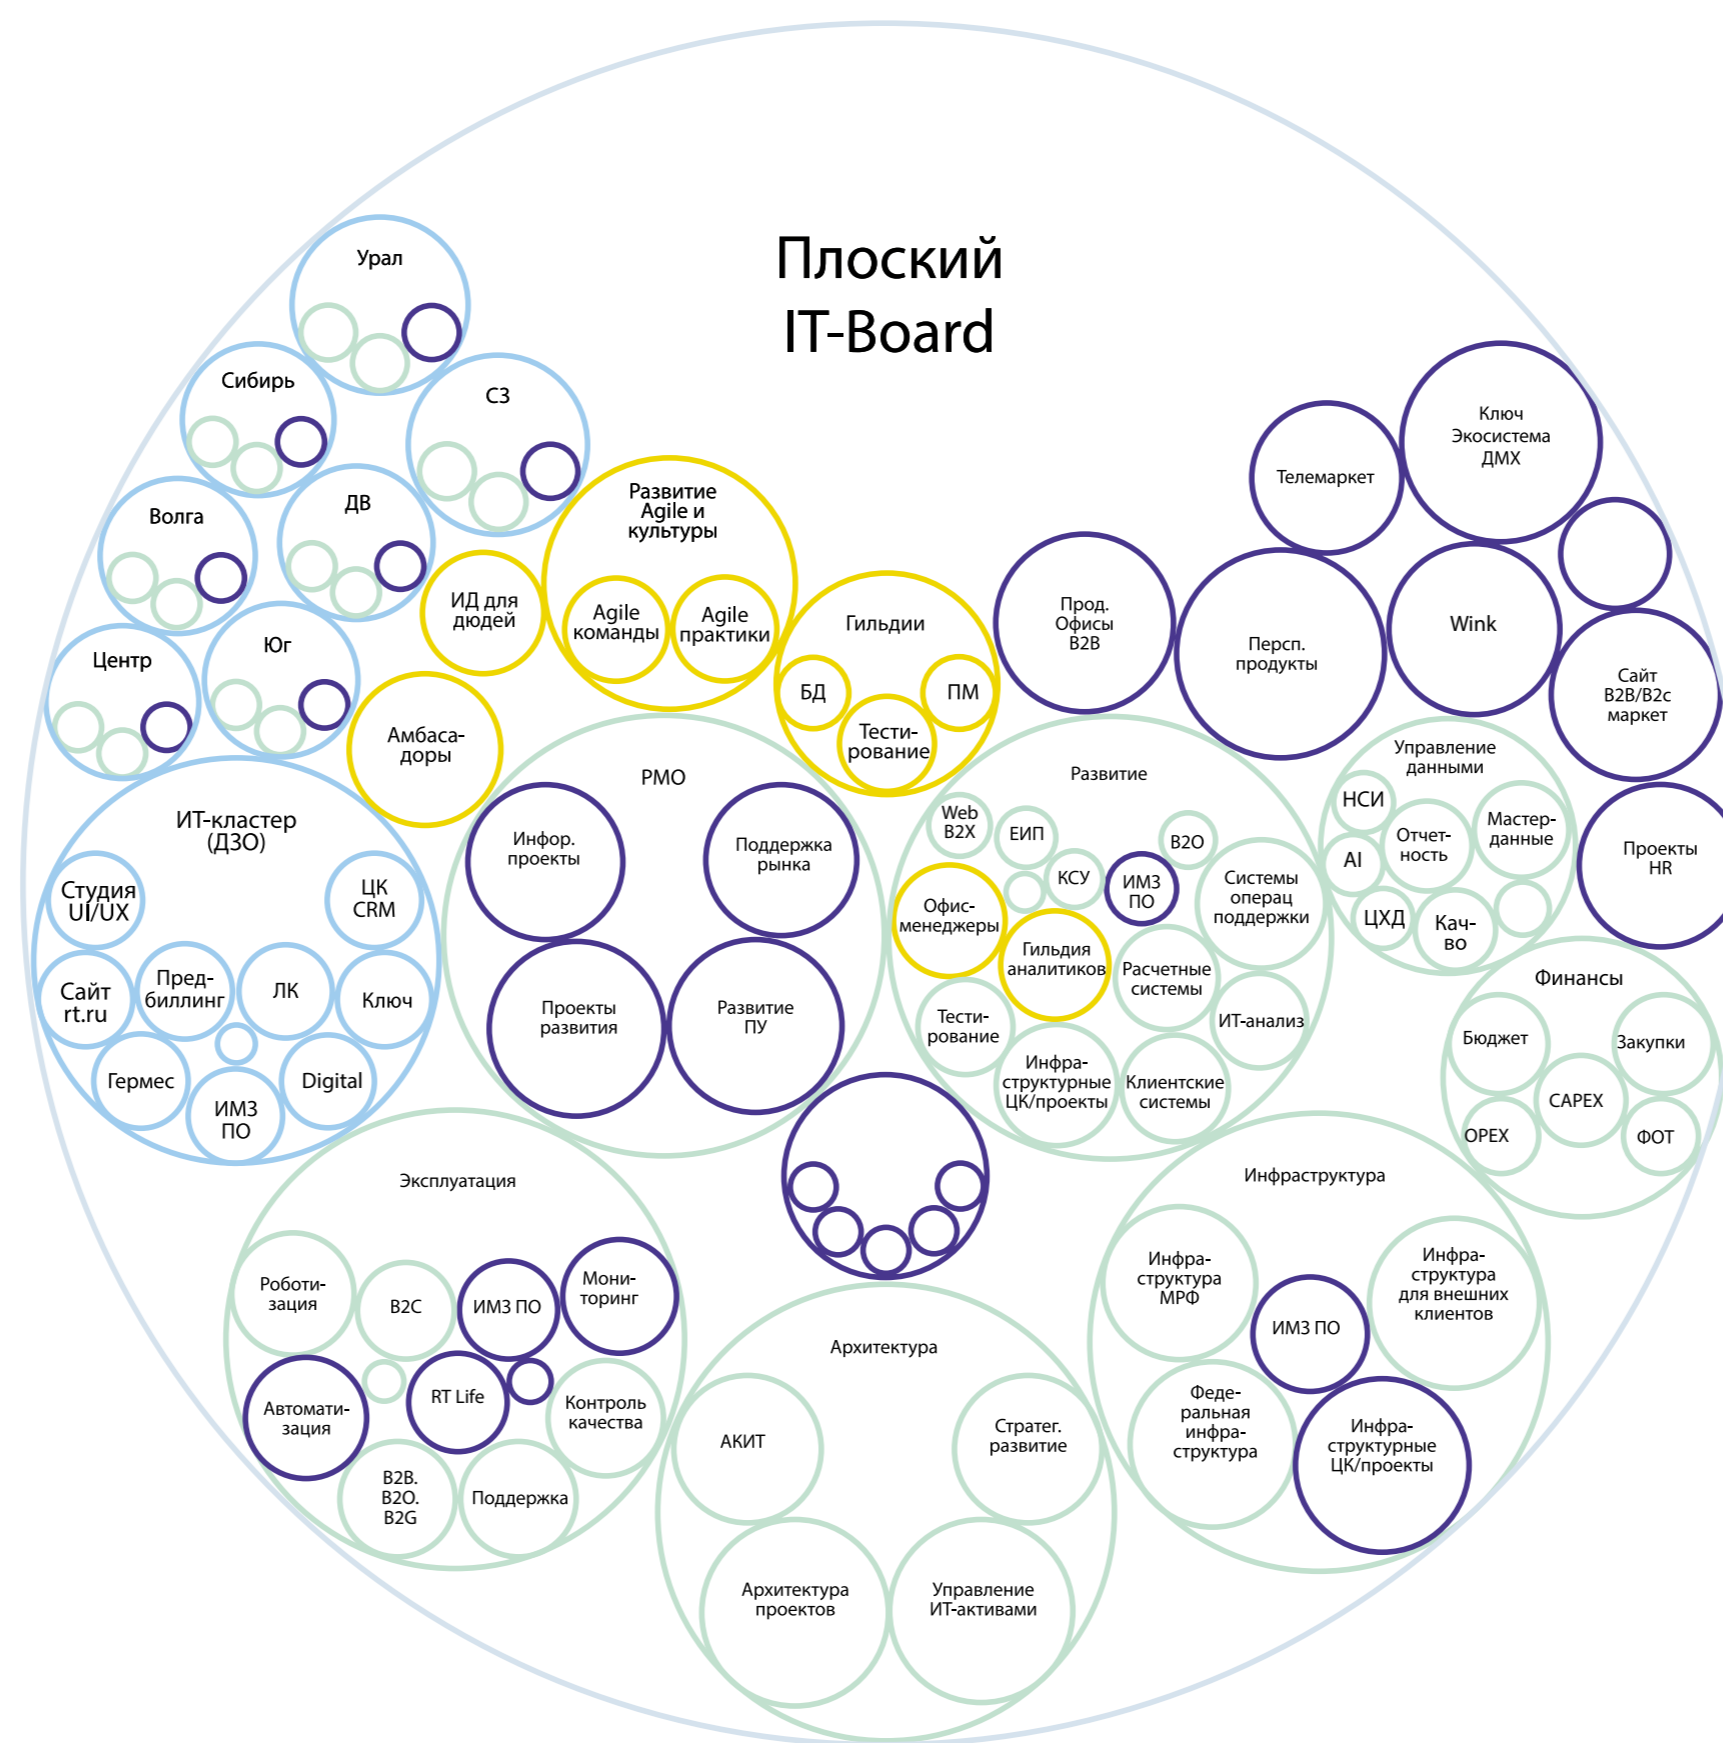 Плоский
IT-Board
Урал
Сибирь
СЗ
Волга
ДВ
Центр
Юг
Развитие
Agile и
культуры
Agile
команды
Agile
практики
ИД для
дюдей
Амбаса-
доры
Гильдии
БД
ПМ
Тести-
рование
Прод.
Офисы
B2B
Телемаркет
Ключ
Экосистема
ДМХ
Персп.
продукты
Wink
Сайт
B2B/B2c
маркет
Проекты
HR
ИТ-кластер
(ДЗО)
Студия
UI/UX
ЦК
CRM
Сайт
rt.ru
Пред-
биллинг
ЛК
Ключ
Гермес
ИМЗ
ПО
Digital
РМО
Инфор.
проекты
Поддержка
рынка
Проекты
развития
Развитие
ПУ
Развитие
Web
B2X
ЕИП
КСУ
ИМЗ
ПО
B2O
Системы
операц
поддержки
Офис-
менеджеры
Гильдия
аналитиков
Расчетные
системы
Тести-
рование
ИТ-анализ
Инфра-
структурные
ЦК/проекты
Клиентские
системы
Управление
данными
НСИ
Отчет-
ность
Мастер-
данные
AI
ЦХД
Кач-
во
Финансы
Бюджет
Закупки
CAPEX
OPEX
ФОТ
Эксплуатация
Роботи-
зация
B2C
ИМЗ ПО
Мони-
торинг
Автомати-
зация
RT Life
Контроль
качества
B2B.
B2O.
B2G
Поддержка
Архитектура
АКИТ
Стратег.
развитие
Архитектура
проектов
Управление
ИТ-активами
Инфраструктура
Инфра-
структура
МРФ
ИМЗ ПО
Инфра-
структура
для внешних
клиентов
Феде-
ральная
инфра-
структура
Инфра-
структурные
ЦК/проекты